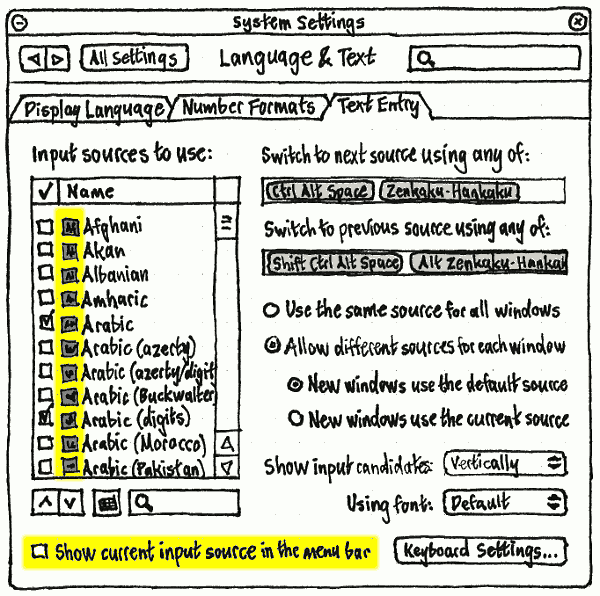 System Settings
All Settings
Language & Text
Display Language
Number Formats
Text Entry
Input sources to use:
✓ Name
Afghani
Akan
Albanian
Amharic
Arabic
Arabic (azerty)
Arabic (azerty/digit
Arabic (Buckwalter)
Arabic (digits)
Arabic (Morocco)
Arabic (Pakistan)
Show current input source in the menu bar
Switch to next source using any of:
Ctrl Alt Space
Zenkaku-Hankaku
Switch to previous source using any of:
Shift Ctrl Alt Space
Alt Zenkaku-Hankak
Use the same source for all windows
Allow different sources for each window
New windows use the default source
New windows use the current source
Show input candidates: Vertically
Using font: Default
Keyboard Settings...